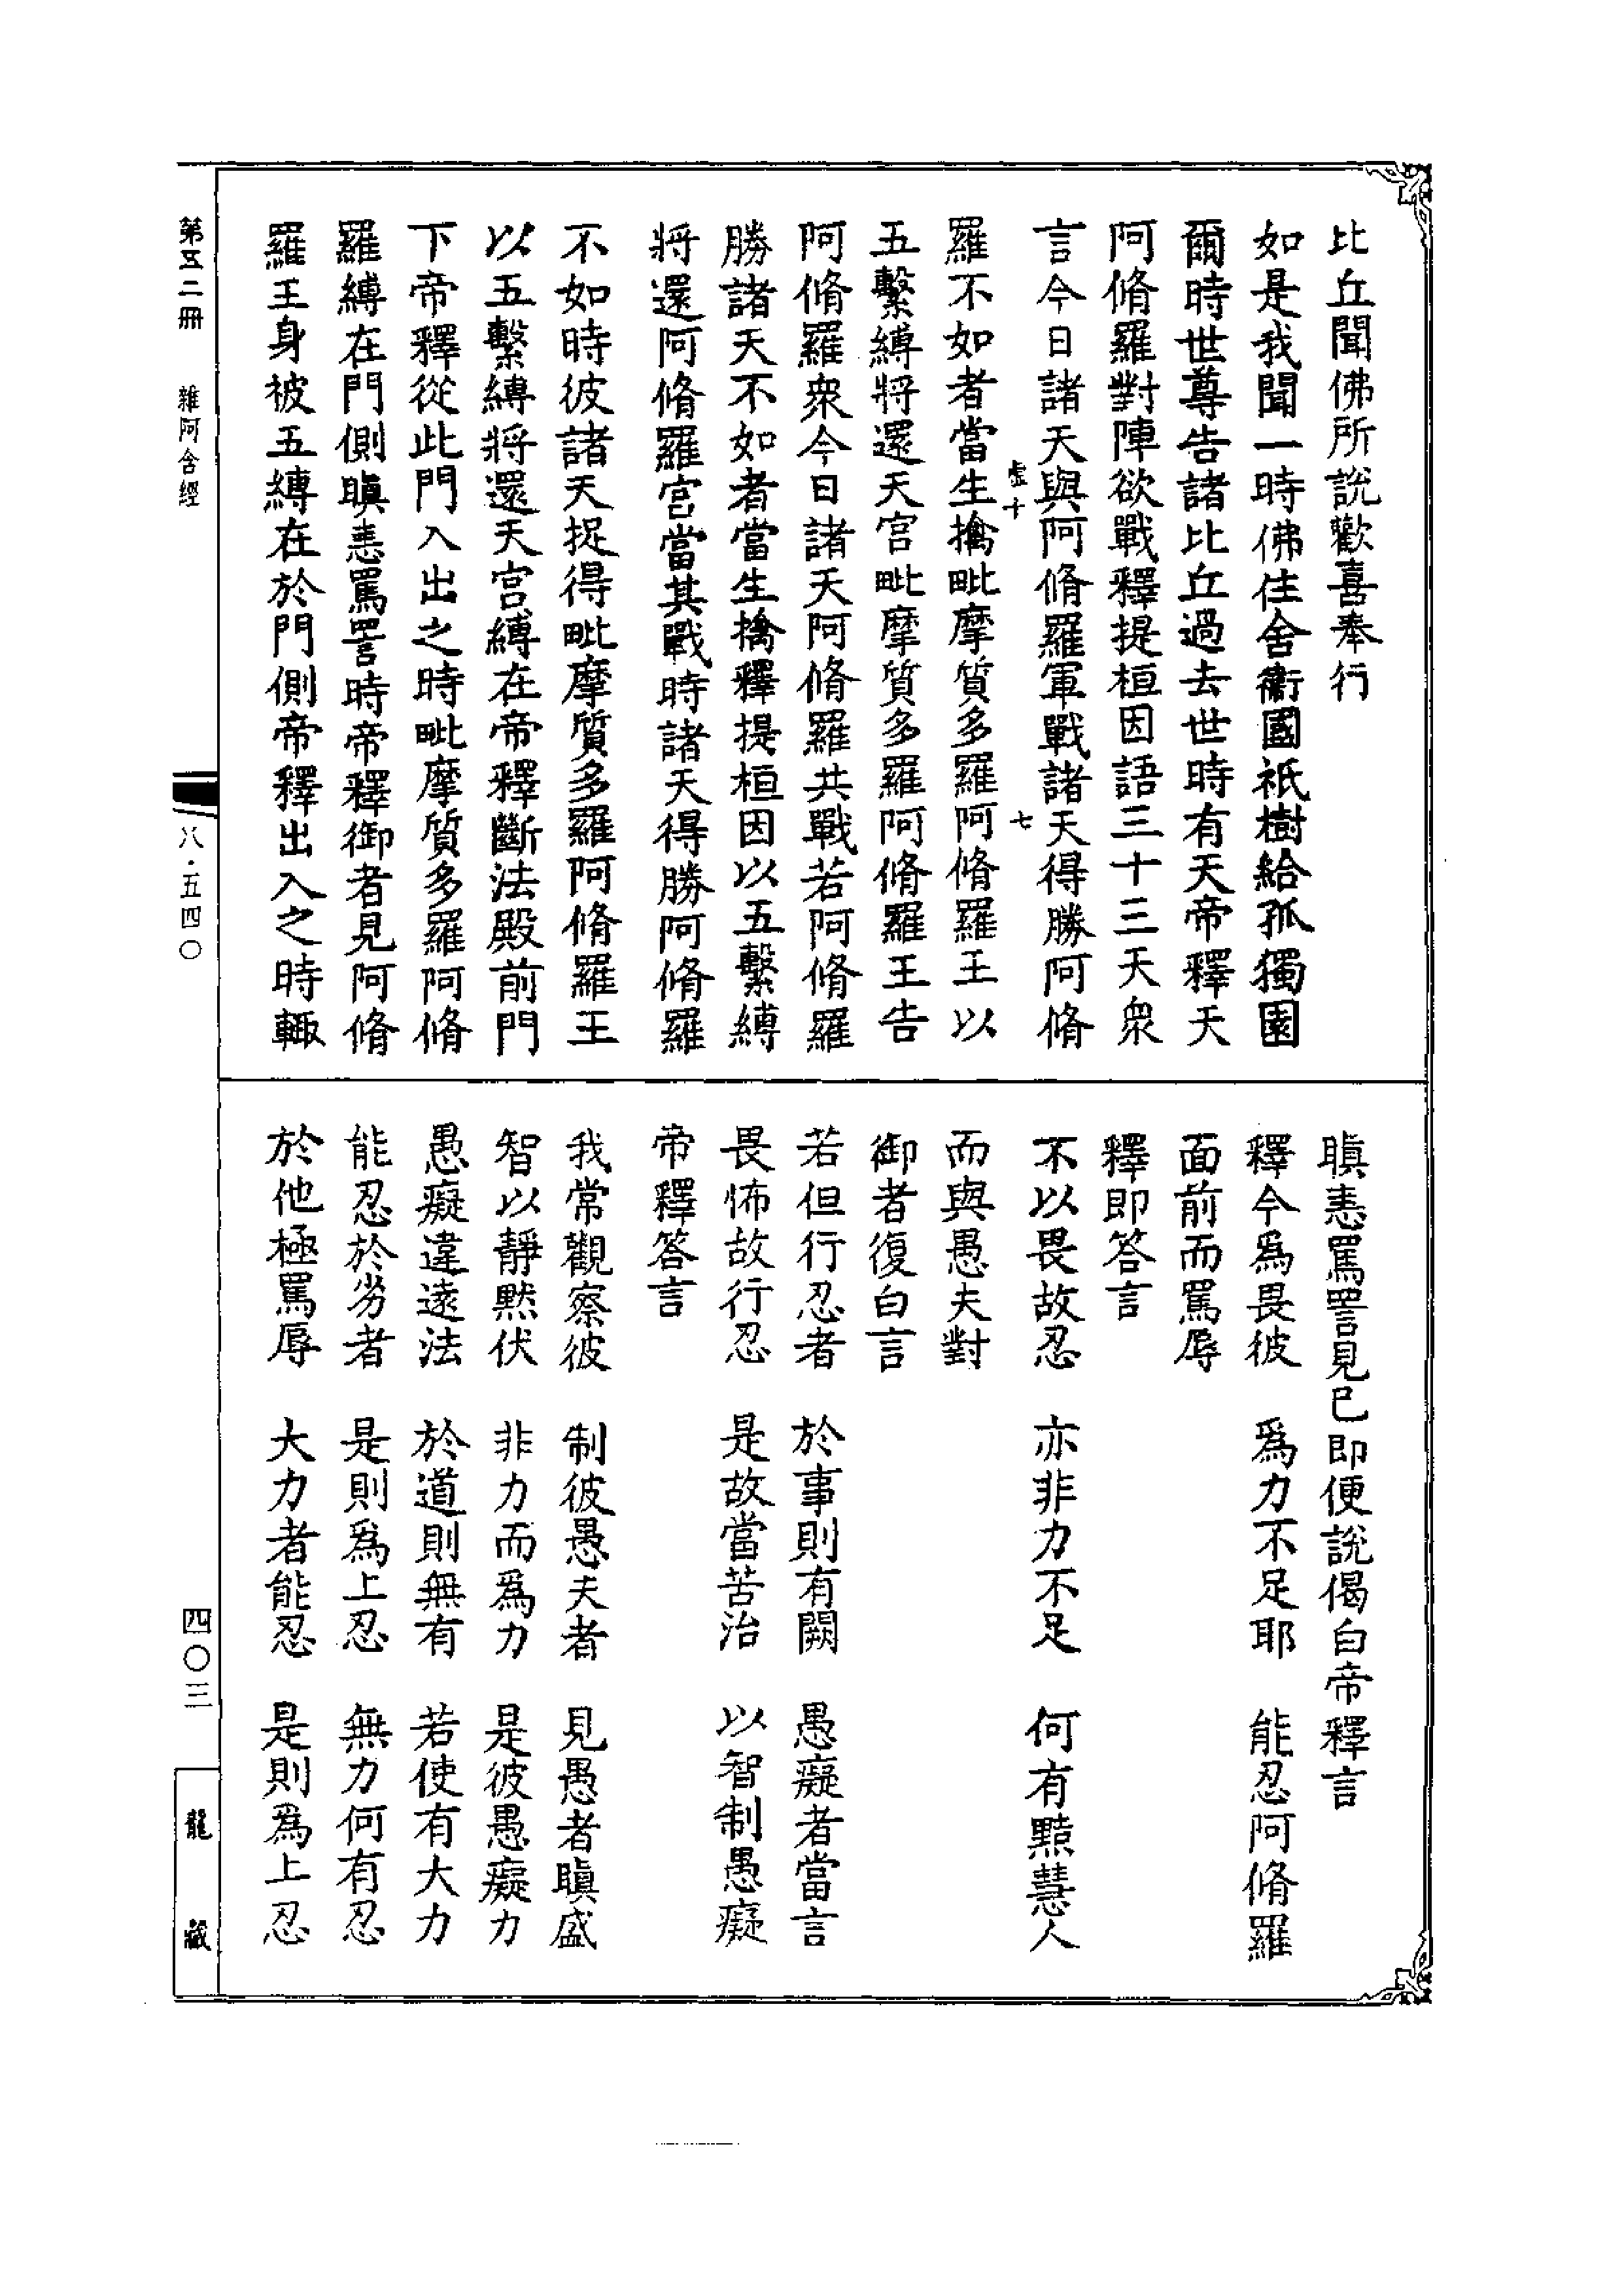 比丘聞佛所說歡喜奉行
如是我聞一時佛住舍衞國祇樹給孤獨園
爾時世尊告諸比丘過去世時有天帝釋天
阿脩羅對陣欲戰釋提桓因語三十三天衆
言今日諸天與阿脩羅軍戰諸天得勝阿脩
虛十 七
羅不如者當生擒毗摩質多羅阿脩羅王以
五繫縛將還天宮毗摩質多羅阿脩羅王告
阿脩羅衆今日諸天阿脩羅共戰若阿脩羅
勝諸天不如者當生擒釋提桓因以五繫縛
將還阿脩羅宮當其戰時諸天得勝阿脩羅
不如時彼諸天捉得毗摩質多羅阿脩羅王
以五繫縛將還天宮縛在帝釋斷法殿前門
下帝釋從此門入出之時毗摩質多羅阿脩
羅縛在門側瞋恚罵詈時帝釋御者見阿脩
羅王身被五縛在於門側帝釋出入之時輙
瞋恚罵詈見已即便說偈白帝釋言
釋今爲畏彼 爲力不足耶 能忍阿脩羅
面前而罵辱
釋即答言
不以畏故忍 亦非力不足 何有黠慧人
而與愚夫對
御者復白言
若但行忍者 於事則有闕 愚癡者當言
畏怖故行忍 是故當苦治 以智制愚癡
帝釋答言
我常觀察彼 制彼愚夫者 見愚者瞋盛
智以靜默伏 非力而爲力 是彼愚癡力
愚癡違遠法 於道則無有 若使有大力
能忍於劣者 是則爲上忍 無力何有忍
於他極罵辱 大力者能忍 是則爲上忍
第五二冊 雜阿含經 八·五四〇 四〇三 龍藏